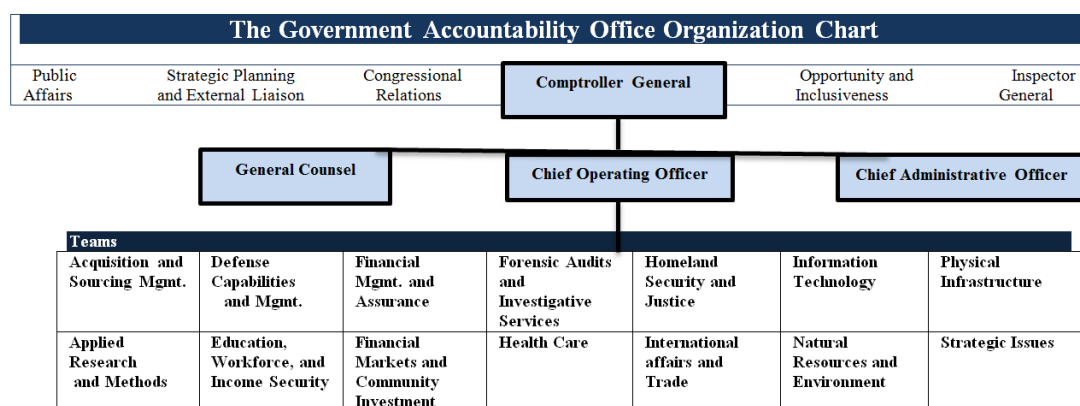 The Government Accountability Office Organization Chart
Public
Affairs
Strategic Planning
and External Liaison
Congressional
Relations
Comptroller General
Opportunity and
Inclusiveness
Inspector
General
General Counsel
Chief Operating Officer
Chief Administrative Officer
Teams
Acquisition and
Sourcing Mgmt.
Defense
Capabilities
and Mgmt.
Financial
Mgmt. and
Assurance
Forensic Audits
and
Investigative
Services
Homeland
Security and
Justice
Information
Technology
Physical
Infrastructure
Applied
Research
and Methods
Education,
Workforce, and
Income Security
Financial
Markets and
Community
Investment
Health Care
International
affairs and
Trade
Natural
Resources and
Environment
Strategic Issues